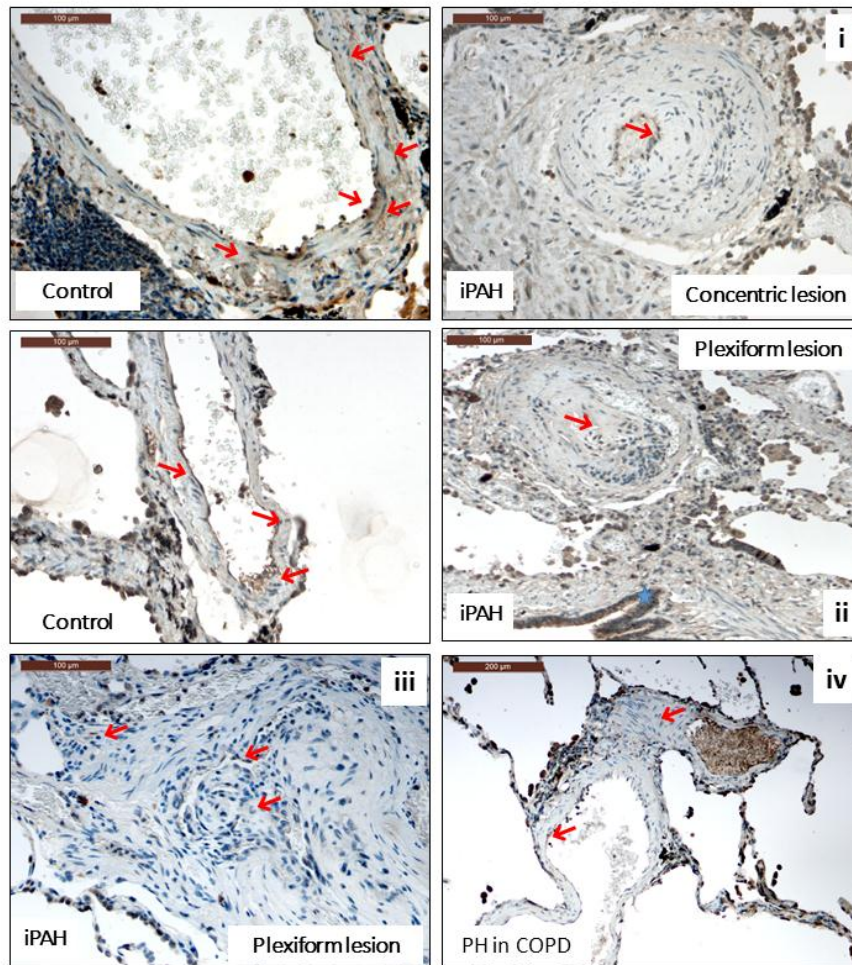 100 µm
Control
100 µm
i
iPAH
Concentric lesion
100 µm
Control
100 µm
Plexiform lesion
iPAH
ii
100 µm
iii
iPAH
Plexiform lesion
200 µm
iv
PH in COPD